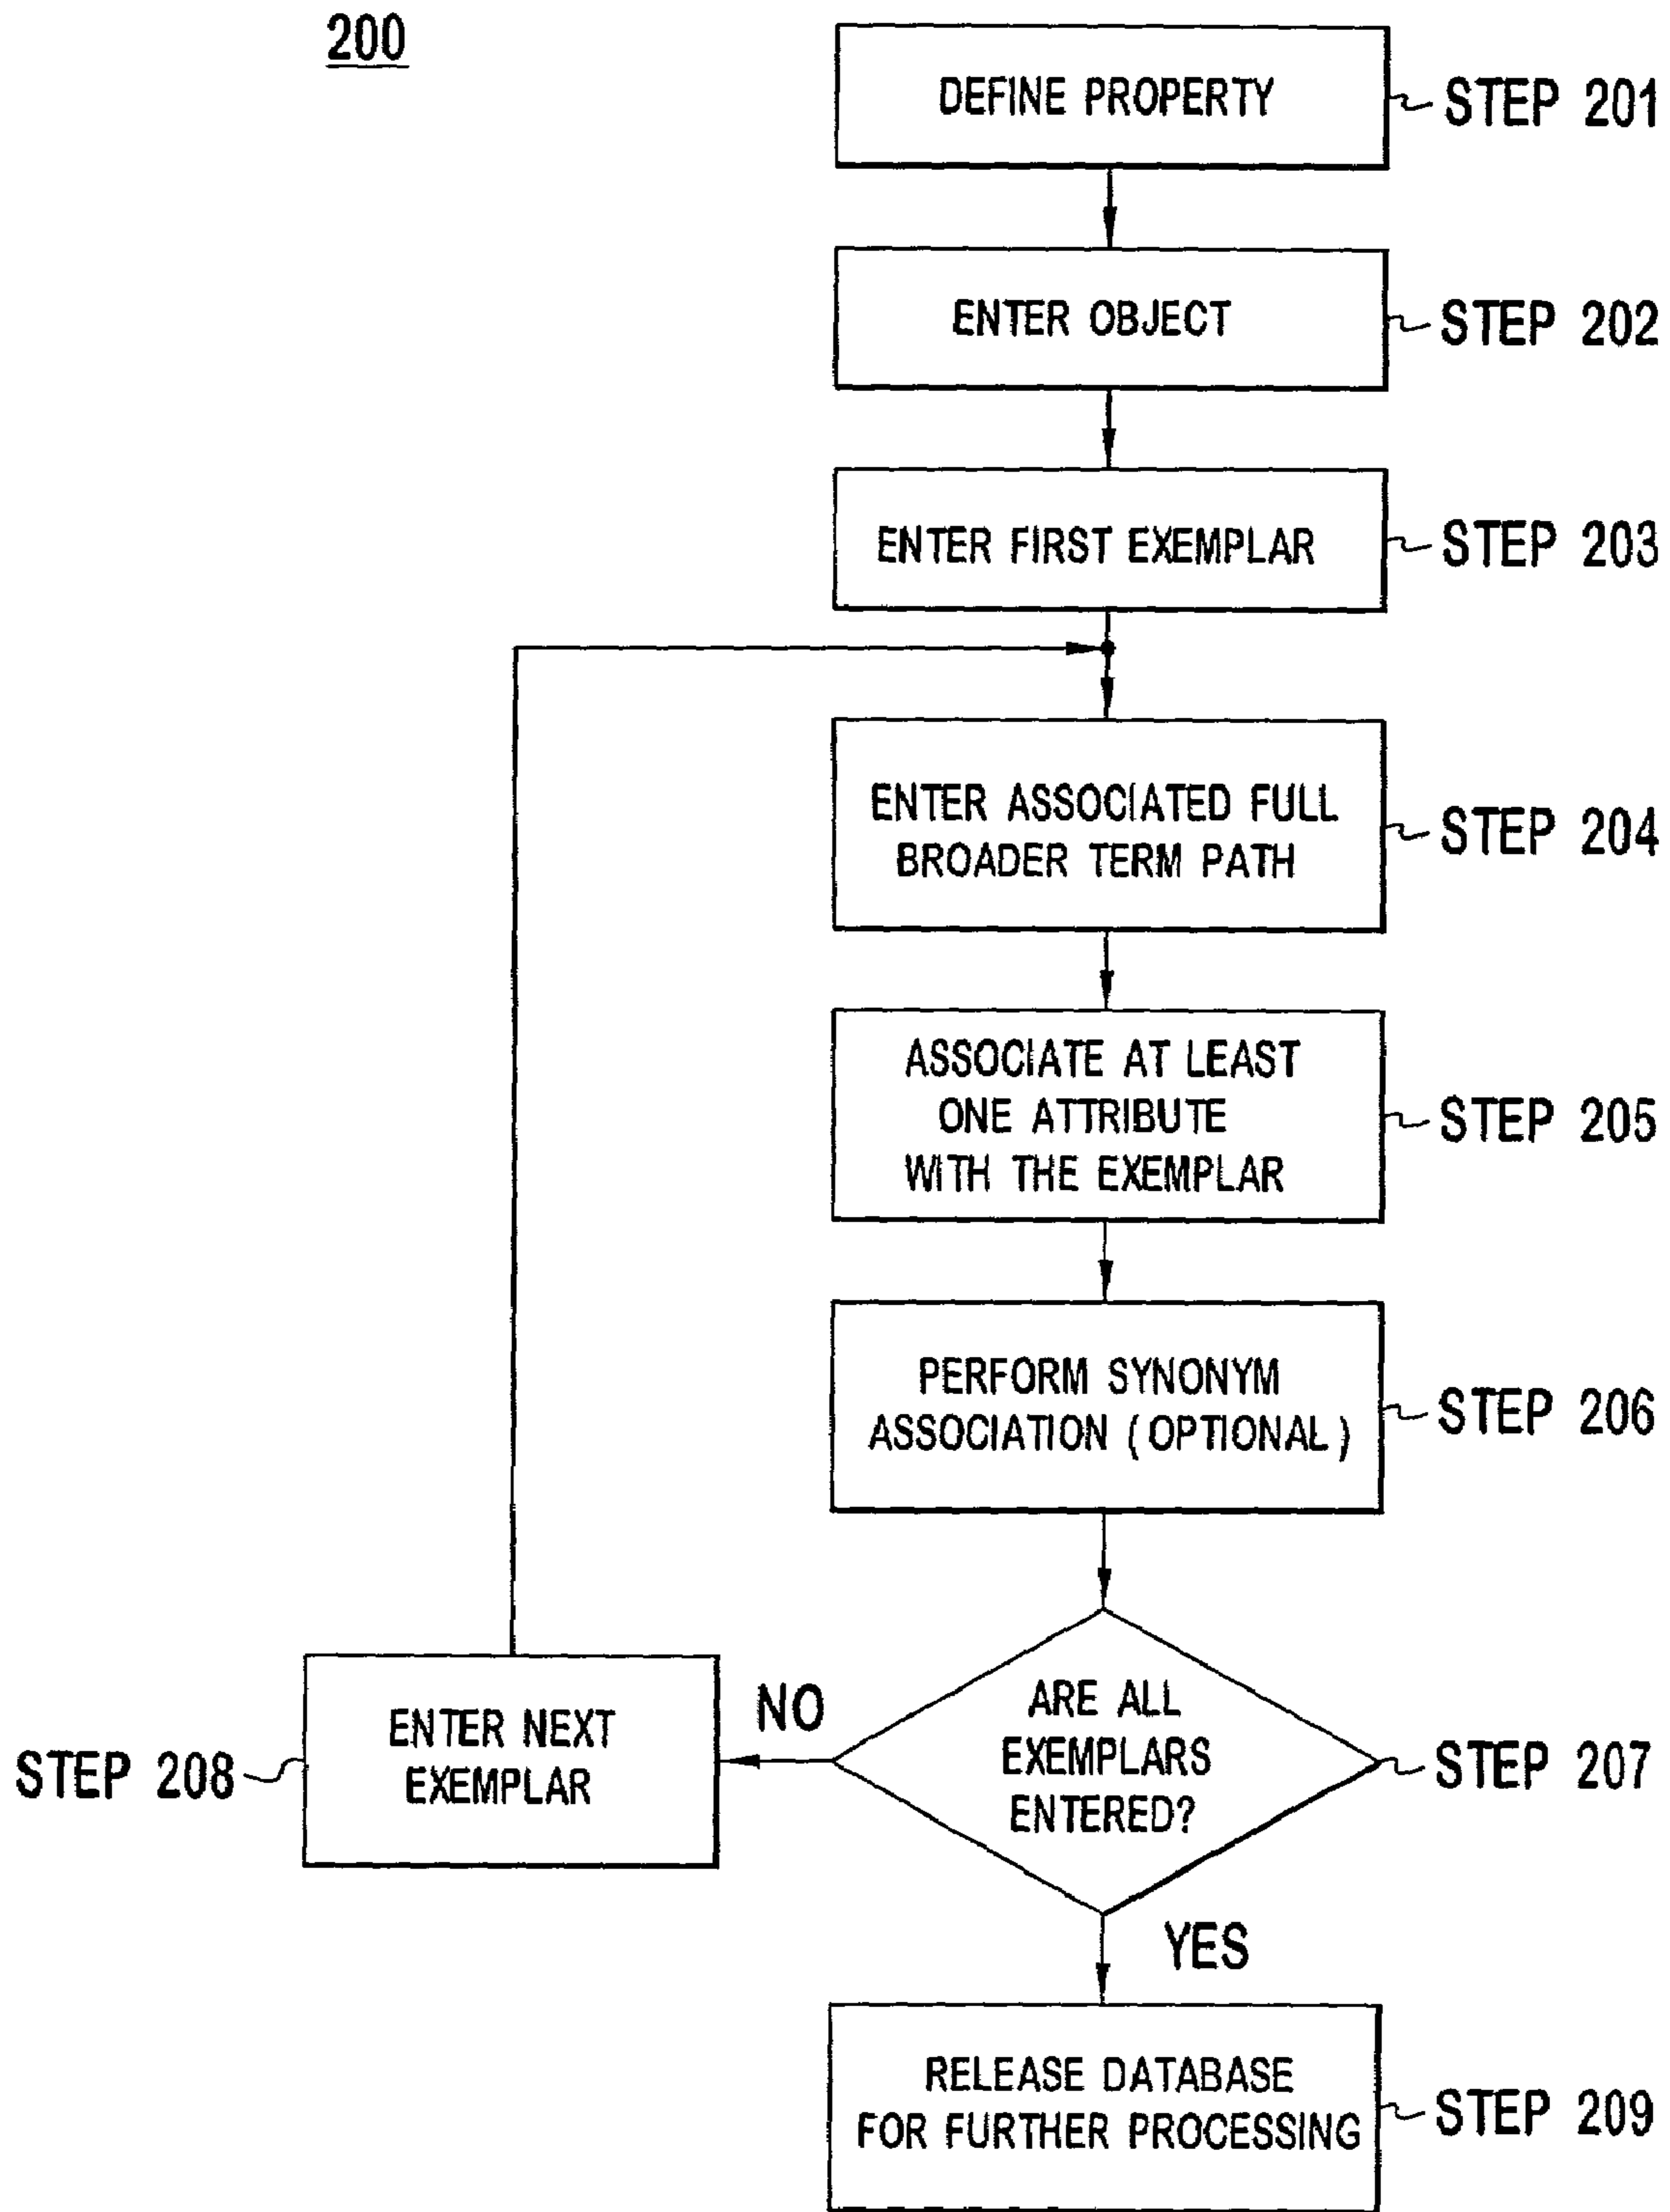 200
DEFINE PROPERTY
STEP 201
ENTER OBJECT
STEP 202
ENTER FIRST EXEMPLAR
STEP 203
ENTER ASSOCIATED FULL
BROADER TERM PATH
STEP 204
ASSOCIATE AT LEAST
ONE ATTRIBUTE
WITH THE EXEMPLAR
STEP 205
PERFORM SYNONYM
ASSOCIATION (OPTIONAL)
STEP 206
ARE ALL
EXEMPLARS
ENTERED?
STEP 207
NO
ENTER NEXT
EXEMPLAR
STEP 208
YES
RELEASE DATABASE
FOR FURTHER PROCESSING
STEP 209